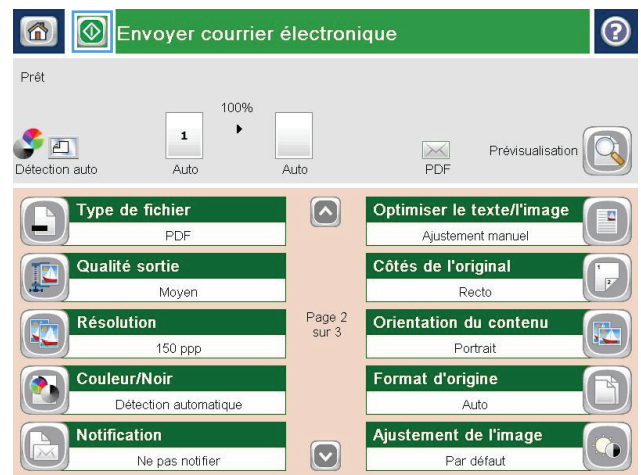 Envoyer courrier électronique
Prêt
100%
1
Détection auto
Auto
Auto
PDF
Prévisualisation
Type de fichier
PDF
Optimiser le texte/l'image
Ajustement manuel
Qualité sortie
Moyen
Côtés de l'original
Recto
Résolution
150 ppp
Page 2
sur 3
Orientation du contenu
Portrait
Couleur/Noir
Détection automatique
Format d'origine
Auto
Notification
Ne pas notifier
Ajustement de l'image
Par défaut